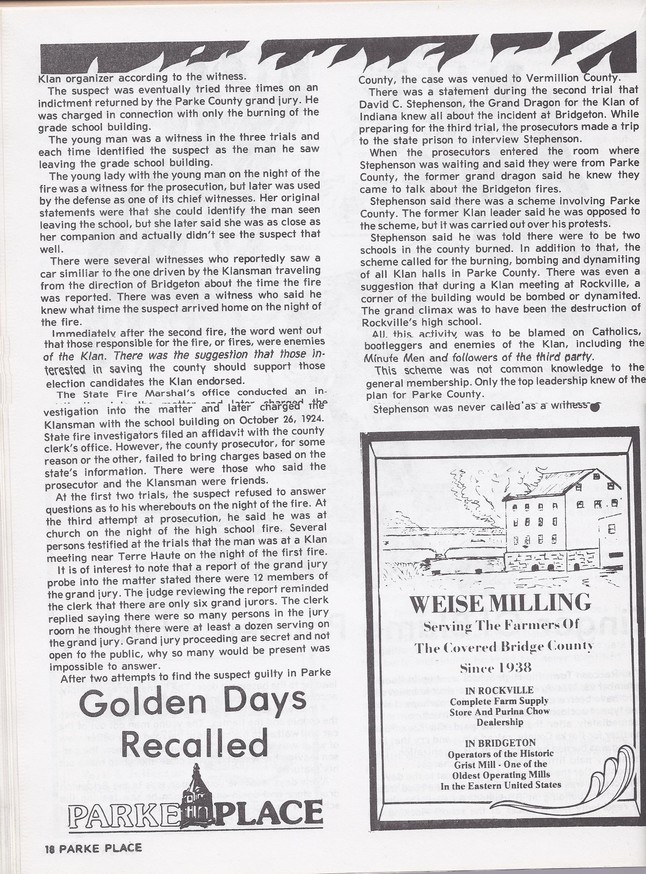 Klan organizer according to the witness.
The suspect was eventually tried three times on an
indictment returned by the Parke County grand jury. He
was charged in connection with only the burning of the
grade school building.
The young man was a witness in the three trials and
each time identified the suspect as the man he saw
leaving the grade school building.
The young lady with the young man on the night of the
fire was a witness for the prosecution, but later was used
by the defense as one of its chief witnesses. Her original
statements were that she could identify the man seen
leaving the school, but she later said she was as close as
her companion and actually didn't see the suspect that
well.
There were several witnesses who reportedly saw a
car similiar to the one driven by the Klansman traveling
from the direction of Bridgeton about the time the fire
was reported. There was even a witness who said he
knew what time the suspect arrived home on the night of
the fire.
Immediately after the second fire, the word went out
that those responsible for the fire, or fires, were enemies
of the Klan. There was the suggestion that those in-
terested in saving the county should support those
election candidates the Klan endorsed.
The State Fire Marshal's office conducted an in-
vestigation into the matter and later charged the
Klansman with the school building on October 26, 1924.
State fire investigators filed an affidavit with the county
clerk's office. However, the county prosecutor, for some
reason or the other, failed to bring charges based on the
state's information. There were those who said the
prosecutor and the Klansman were friends.
At the first two trials, the suspect refused to answer
questions as to his whereabouts on the night of the fire. At
the third attempt at prosecution, he said he was at
church on the night of the high school fire. Several
persons testified at the trials that the man was at a Klan
meeting near Terre Haute on the night of the first fire.
It is of interest to note that a report of the grand jury
probe into the matter stated there were 12 members of
the grand jury. The judge reviewing the report reminded
the clerk that there are only six grand jurors. The clerk
replied saying there were so many persons in the jury
room he thought there were at least a dozen serving on
the grand jury. Grand jury proceeding are secret and not
open to the public, why so many would be present was
impossible to answer.
After two attempts to find the suspect guilty in Parke
County, the case was venued to Vermillion County.
There was a statement during the second trial that
David C. Stephenson, the Grand Dragon for the Klan of
Indiana knew all about the incident at Bridgeton. While
preparing for the third trial, the prosecutors made a trip
to the state prison to interview Stephenson.
When the prosecutors entered the room where
Stephenson was waiting and said they were from Parke
County, the former grand dragon said he knew they
came to talk about the Bridgeton fires.
Stephenson said there was a scheme involving Parke
County. The former Klan leader said he was opposed to
the scheme, but it was carried out over his protests.
Stephenson said he was told there were to be two
schools in the county burned. In addition to that, the
scheme called for the burning, bombing and dynamiting
of all Klan halls in Parke County. There was even a
suggestion that during a Klan meeting at Rockville, a
corner of the building would be bombed or dynamited.
The grand climax was to have been the destruction of
Rockville's high school.
All this activity was to be blamed on Catholics,
bootleggers and enemies of the Klan, including the
Minute Men and followers of the third party.
This scheme was not common knowledge to the
general membership. Only the top leadership knew of the
plan for Parke County.
Stephenson was never called as a witness
WEISE MILLING
Serving The Farmers Of
The Covered Bridge County
Since 1938
IN ROCKVILLE
Complete Farm Supply
Store And Purina Chow
Dealership
IN BRIDGETON
Operators of the Historic
Grist Mill - One of the
Oldest Operating Mills
In the Eastern United States
Golden Days
Recalled
PARKE PLACE
18 PARKE PLACE